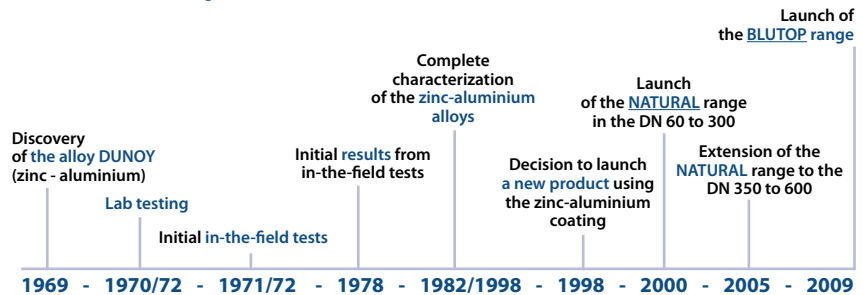 Launch of
the BLUTOP range
Complete
characterization
of the zinc-aluminium
alloys
Launch
of the NATURAL range
in the DN 60 to 300
Discovery
of the alloy DUNOY
(zinc - aluminium)
Initial results from
in-the-field tests
Decision to launch
a new product using
the zinc-aluminium
coating
Extension of the
NATURAL range to the
DN 350 to 600
Lab testing
Initial in-the-field tests
1969 - 1970/72 - 1971/72 - 1978 - 1982/1998 - 1998 - 2000 - 2005 - 2009